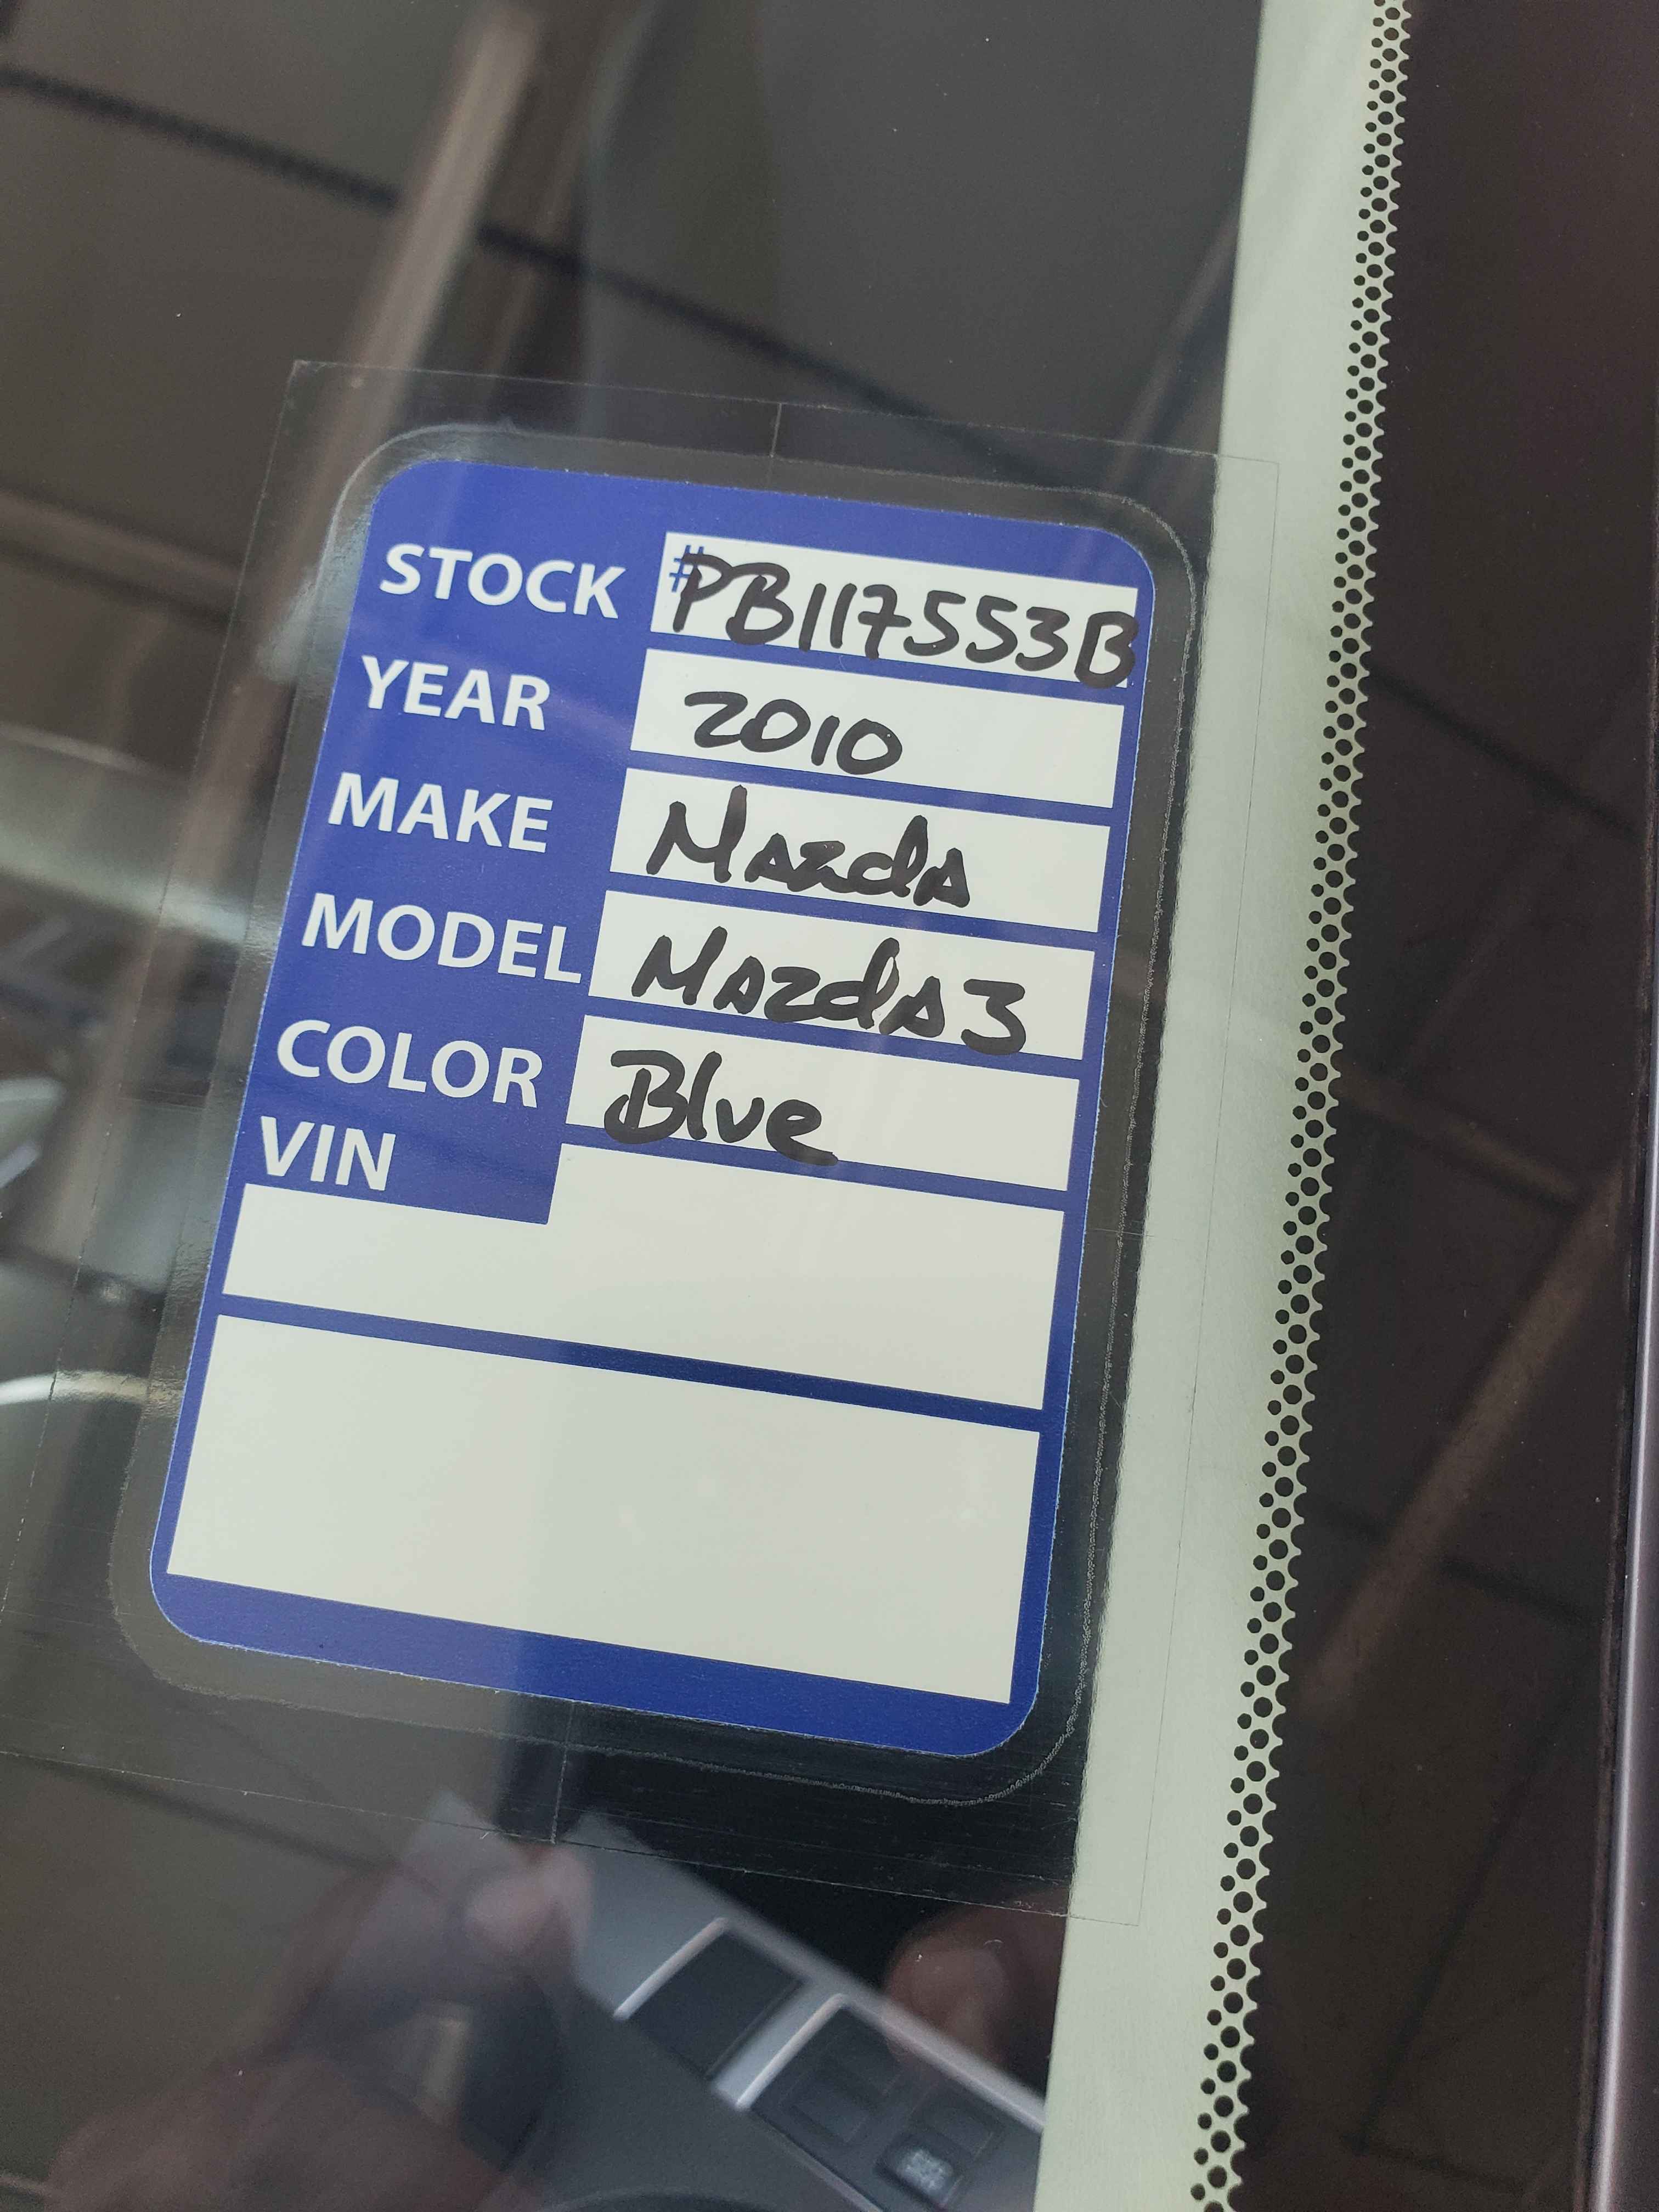 STOCK #PB117553B
YEAR 2010
MAKE Mazda
MODEL Mazda3
COLOR Blue
VIN